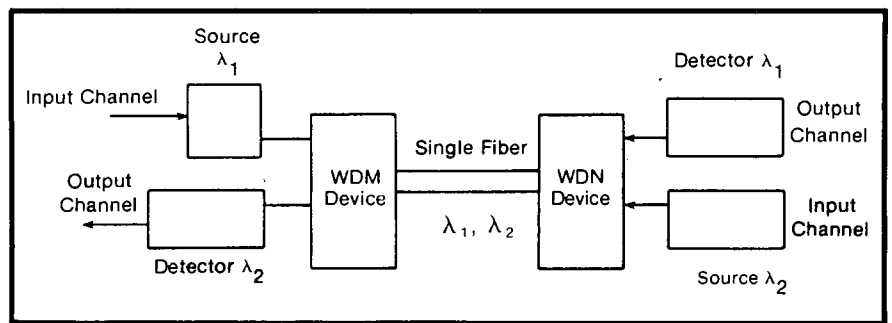 Source
λ1
Input Channel
Output
Channel
Detector λ2
WDM
Device
Single Fiber
λ1, λ2
WDN
Device
Detector λ1
Output
Channel
Input
Channel
Source λ2